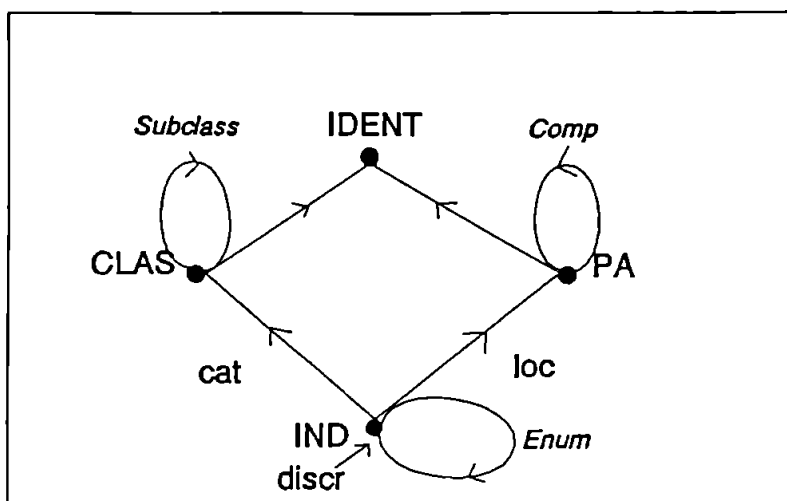 Subclass
IDENT
Comp
CLAS
PA
cat
loc
IND
Enum
discr